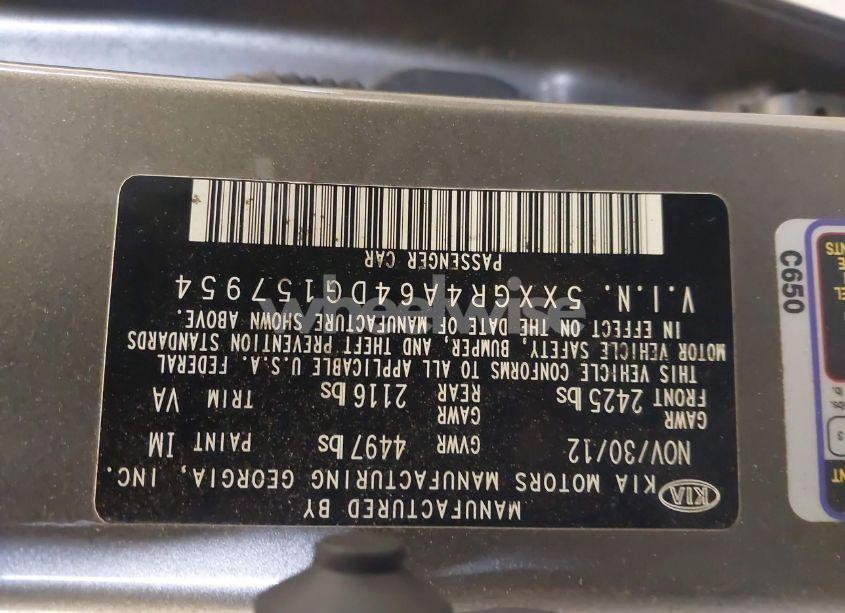 MANUFACTURED BY
KIA KIA MOTORS MANUFACTURING GEORGIA, INC.
NOV/30/12 GVWR 4497 lbs PAINT IM
GAWR FRONT 2425 lbs GAWR REAR 2116 lbs TRIM VA
THIS VEHICLE CONFORMS TO ALL APPLICABLE U.S.A. FEDERAL
MOTOR VEHICLE SAFETY, BUMPER, AND THEFT PREVENTION STANDARDS
IN EFFECT ON THE DATE OF MANUFACTURE SHOWN ABOVE.
V.I.N. 5XXGR4A64DG157954
PASSENGER CAR
wheelwise
C650